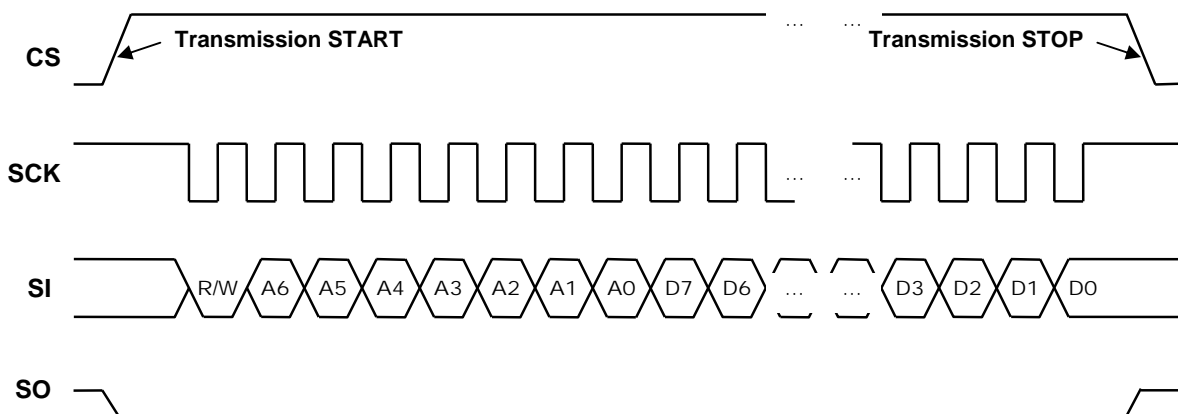 ... ...
CS Transmission START Transmission STOP
SCK ... ...
SI R/W A6 A5 A4 A3 A2 A1 A0 D7 D6 ... ... D3 D2 D1 D0
SO